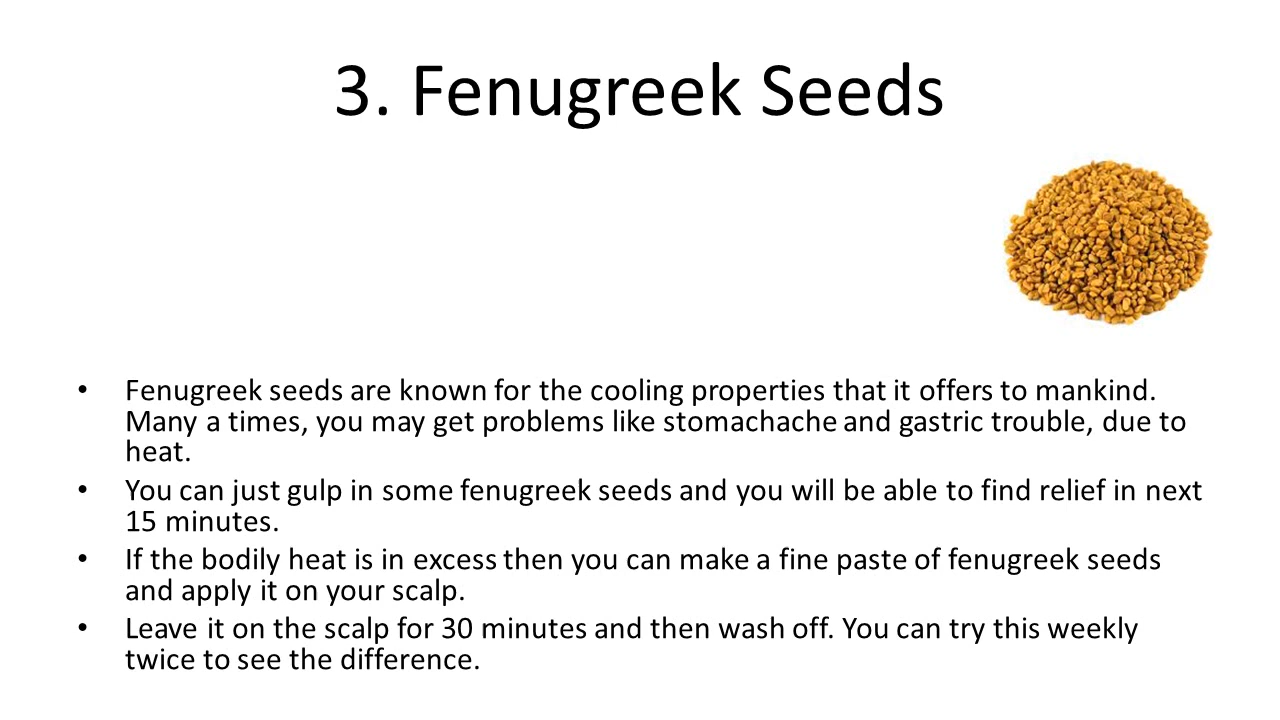 3. Fenugreek Seeds
• Fenugreek seeds are known for the cooling properties that it offers to mankind.
Many a times, you may get problems like stomachache and gastric trouble, due to
heat.
• You can just gulp in some fenugreek seeds and you will be able to find relief in next
15 minutes.
• If the bodily heat is in excess then you can make a fine paste of fenugreek seeds
and apply it on your scalp.
• Leave it on the scalp for 30 minutes and then wash off. You can try this weekly
twice to see the difference.